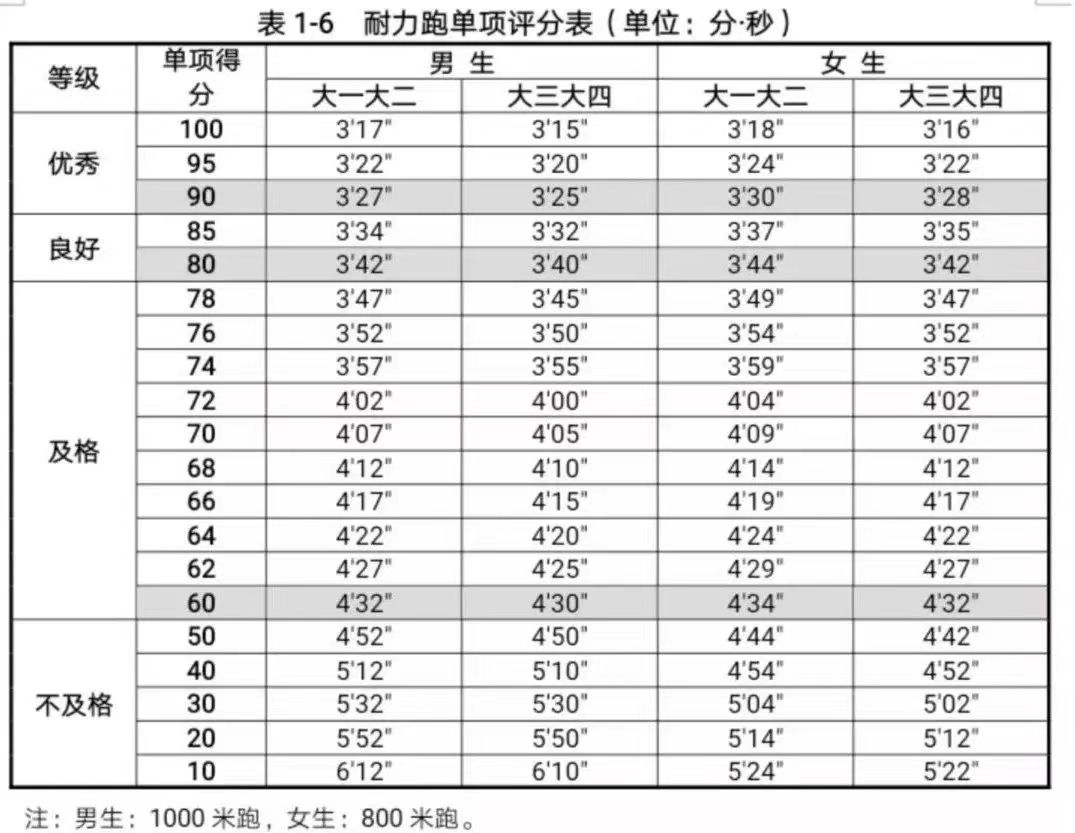 表 1-6 耐力跑单项评分表（单位：分·秒）
等级 单项得分 男 生 女 生
大一大二 大三大四 大一大二 大三大四
优秀 100 3'17" 3'15" 3'18" 3'16"
95 3'22" 3'20" 3'24" 3'22"
90 3'27" 3'25" 3'30" 3'28"
良好 85 3'34" 3'32" 3'37" 3'35"
80 3'42" 3'40" 3'44" 3'42"
及格 78 3'47" 3'45" 3'49" 3'47"
76 3'52" 3'50" 3'54" 3'52"
74 3'57" 3'55" 3'59" 3'57"
72 4'02" 4'00" 4'04" 4'02"
70 4'07" 4'05" 4'09" 4'07"
68 4'12" 4'10" 4'14" 4'12"
66 4'17" 4'15" 4'19" 4'17"
64 4'22" 4'20" 4'24" 4'22"
62 4'27" 4'25" 4'29" 4'27"
60 4'32" 4'30" 4'34" 4'32"
不及格 50 4'52" 4'50" 4'44" 4'42"
40 5'12" 5'10" 4'54" 4'52"
30 5'32" 5'30" 5'04" 5'02"
20 5'52" 5'50" 5'14" 5'12"
10 6'12" 6'10" 5'24" 5'22"
注：男生：1000 米跑，女生：800 米跑。